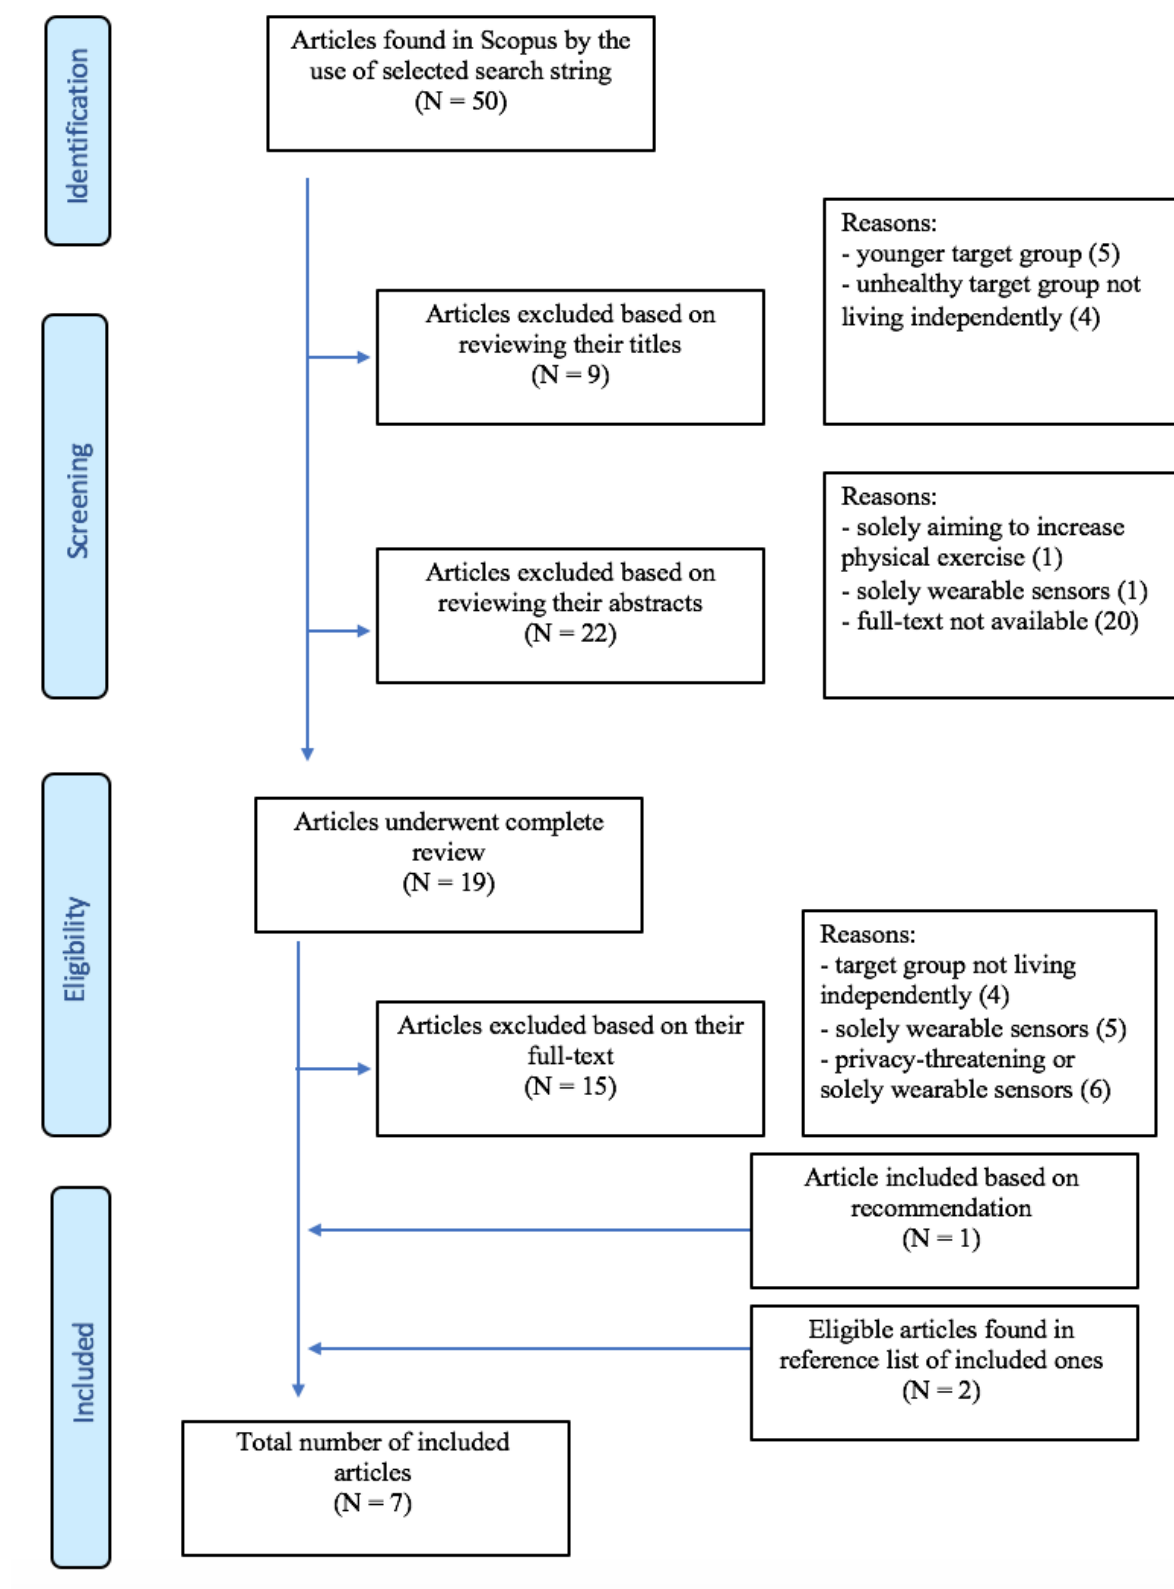 Identification
Articles found in Scopus by the
use of selected search string
(N = 50)
Screening
Articles excluded based on
reviewing their titles
(N = 9)
Reasons:
- younger target group (5)
- unhealthy target group not
living independently (4)
Articles excluded based on
reviewing their abstracts
(N = 22)
Reasons:
- solely aiming to increase
physical exercise (1)
- solely wearable sensors (1)
- full-text not available (20)
Eligibility
Articles underwent complete
review
(N = 19)
Articles excluded based on their
full-text
(N = 15)
Reasons:
- target group not living
independently (4)
- solely wearable sensors (5)
- privacy-threatening or
solely wearable sensors (6)
Included
Article included based on
recommendation
(N = 1)
Eligible articles found in
reference list of included ones
(N = 2)
Total number of included
articles
(N = 7)